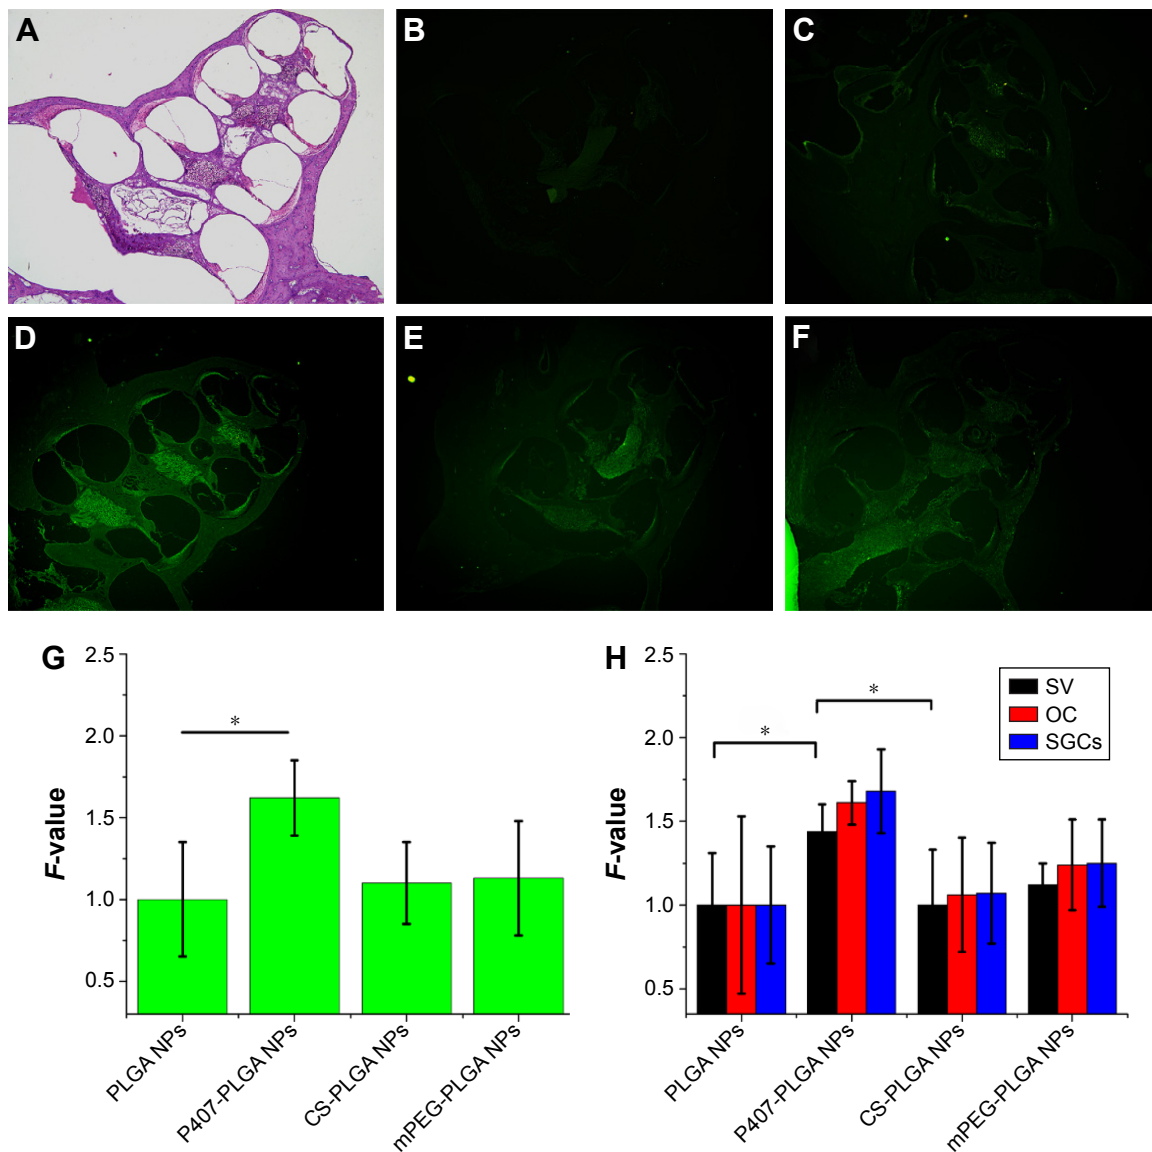 A
B
C
D
E
F
G
2.5
2.0
1.5
1.0
0.5
F-value
*
PLGA NPs
P407-PLGA NPs
CS-PLGA NPs
mPEG-PLGA NPs
H
2.5
2.0
1.5
1.0
0.5
F-value
*
*
SV
OC
SGCs
PLGA NPs
P407-PLGA NPs
CS-PLGA NPs
mPEG-PLGA NPs